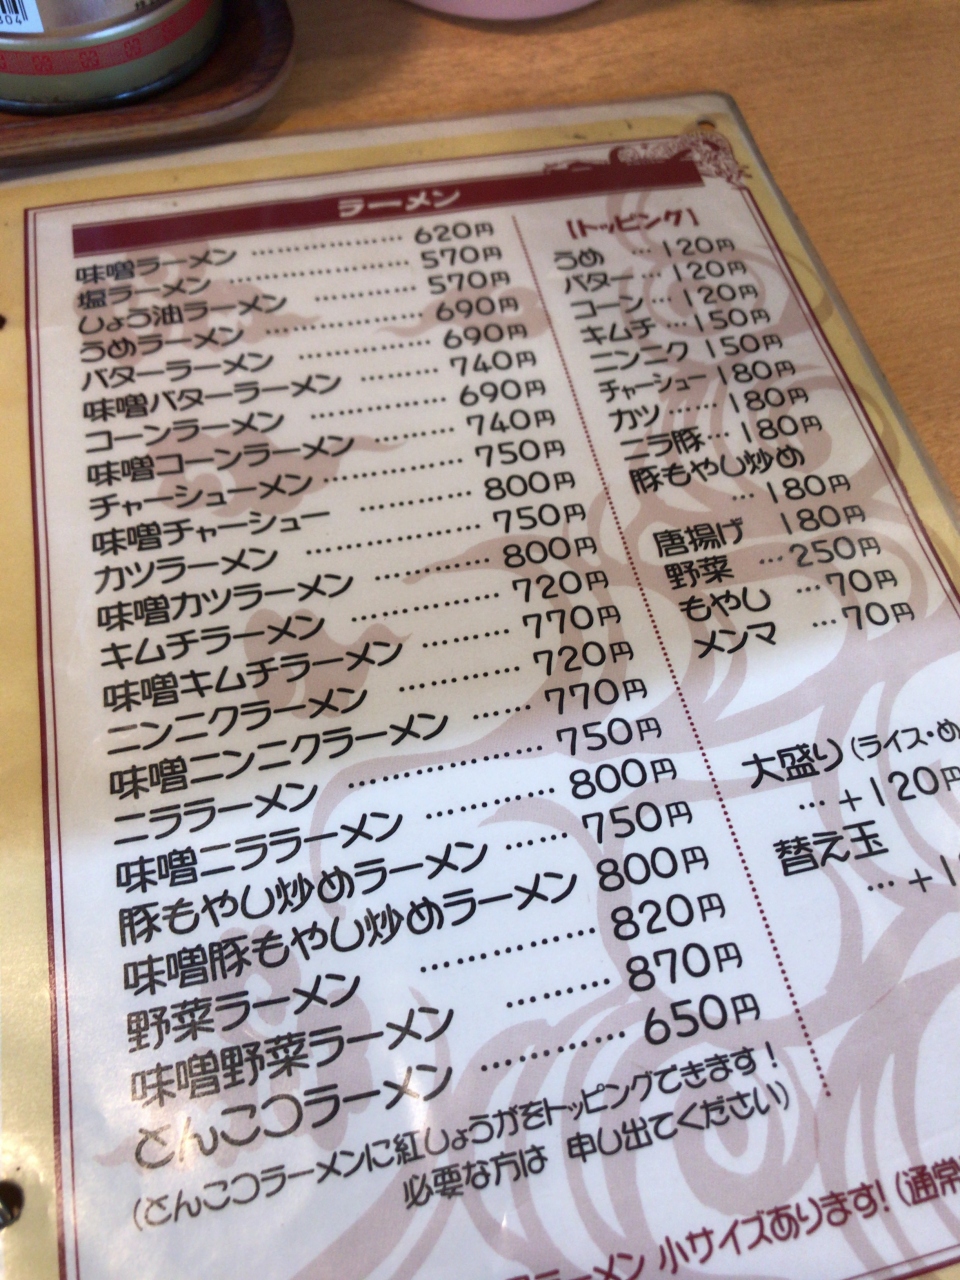 ラーメン
味噌ラーメン ……………… 620円
塩ラーメン ……………… 570円
しょう油ラーメン ………… 570円
うめラーメン ……………… 690円
バターラーメン …………… 690円
味噌バターラーメン ……… 740円
コーンラーメン …………… 690円
味噌コーンラーメン ……… 740円
チャーシューメン ………… 750円
味噌チャーシュー ………… 800円
カツラーメン ……………… 750円
味噌カツラーメン ………… 800円
キムチラーメン …………… 720円
味噌キムチラーメン ……… 770円
ニンニクラーメン ………… 720円
味噌ニンニクラーメン …… 770円
ニララーメン ……………… 750円
味噌ニララーメン ………… 800円
豚もやし炒めラーメン …… 750円
味噌豚もやし炒めラーメン 800円
野菜ラーメン …………… 820円
味噌野菜ラーメン ……… 870円
とんこつラーメン ………… 650円
(とんこつラーメンに紅しょうがをトッピングできます!
必要な方は 申し出てください)
[トッピング]
うめ … 120円
バター … 120円
コーン … 120円
キムチ … 150円
ニンニク 150円
チャーシュー 180円
カツ …… 180円
ニラ豚 … 180円
豚もやし炒め
… 180円
唐揚げ 180円
野菜 … 250円
もやし … 70円
メンマ … 70円
大盛り(ライス・め
… +120円
替え玉
… +1
ラーメン 小サイズあります!(通常